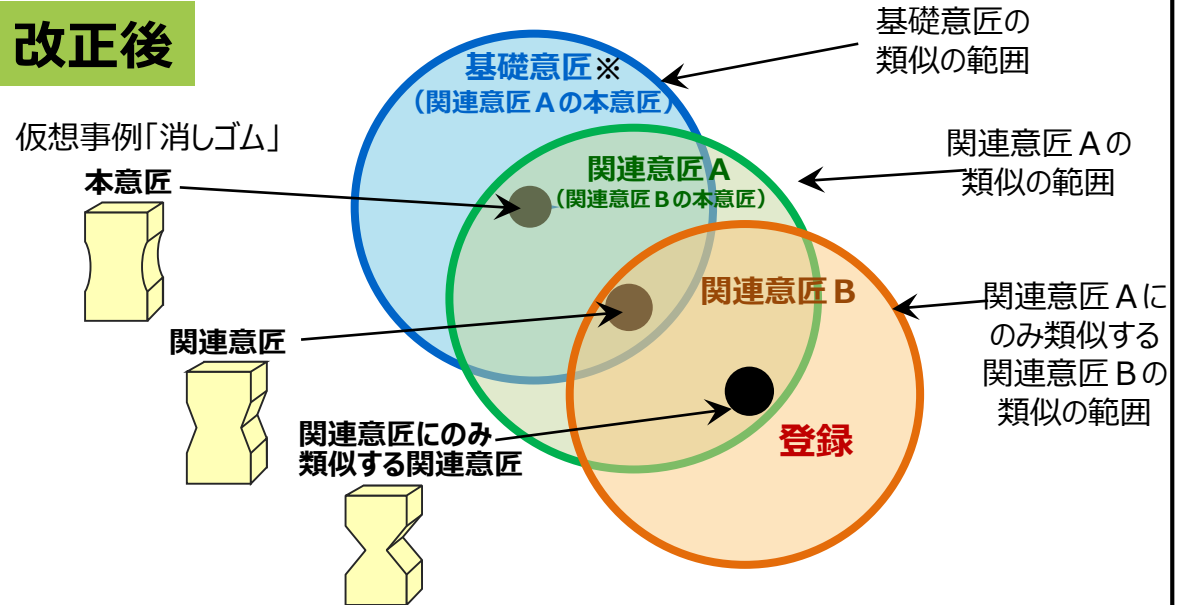 改正後
基礎意匠の
類似の範囲
基礎意匠※
（関連意匠Ａの本意匠）
仮想事例「消しゴム」
本意匠
関連意匠Ａの
類似の範囲
関連意匠Ａ
（関連意匠Ｂの本意匠）
関連意匠Ｂ
関連意匠Ａに
のみ類似する
関連意匠Ｂの
類似の範囲
関連意匠
関連意匠にのみ
類似する関連意匠
登録